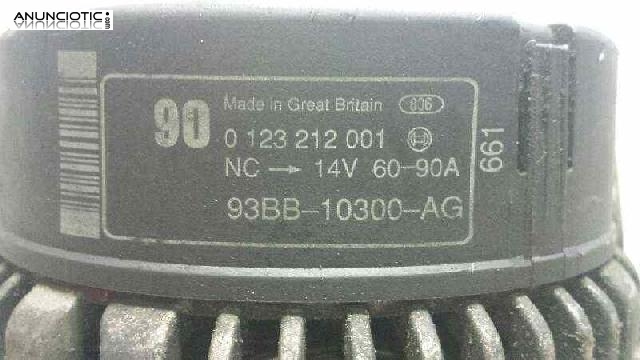 ANUNCIOTIC.com
90
Made in Great Britain 806
0 123 212 001
NC → 14V 60-90A
93BB-10300-AG
661